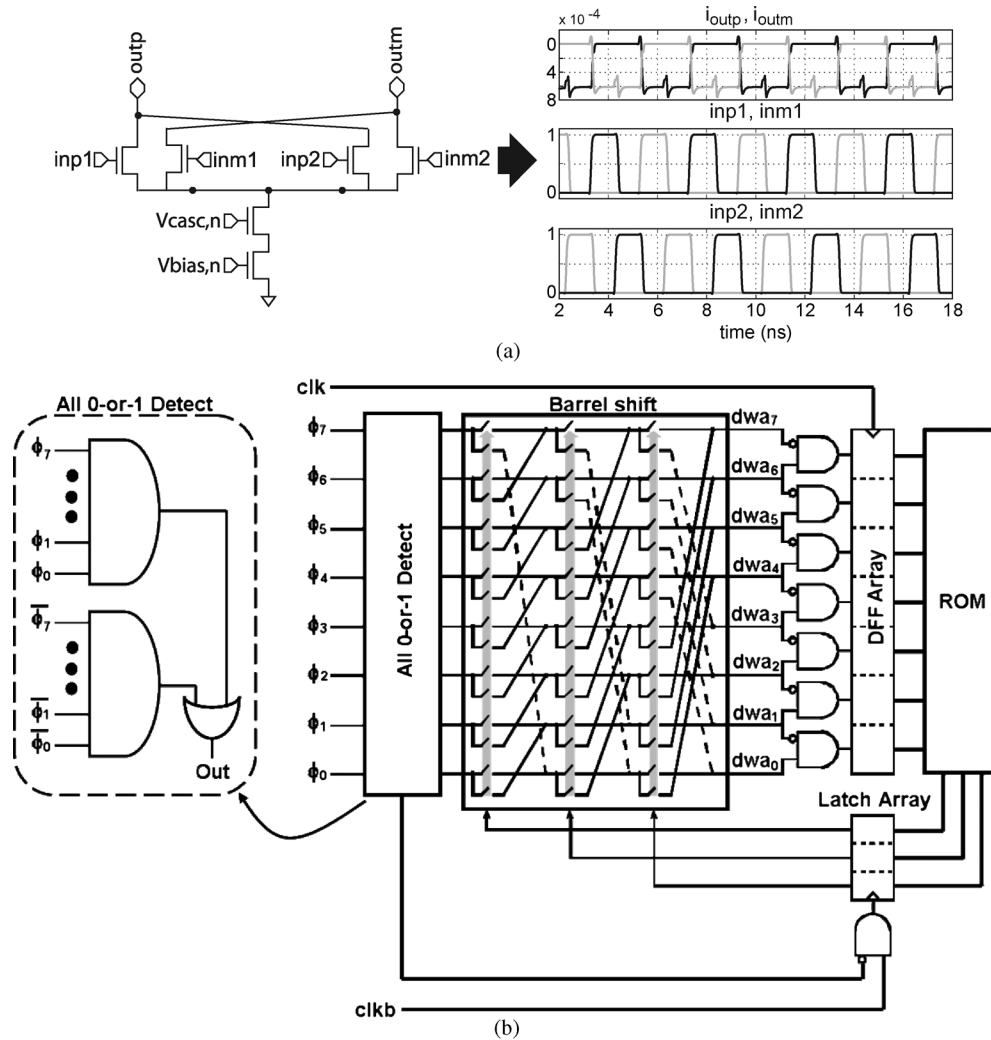 outp
outm
inp1
inm1
inp2
inm2
Vcasc,n
Vbias,n
x 10⁻⁴
i_outp, i_outm
0
4
8
inp1, inm1
1
0
inp2, inm2
1
0
2 4 6 8 10 12 14 16 18
time (ns)
(a)
clk
All 0-or-1 Detect
Barrel shift
ϕ̅7
ϕ1
ϕ0
ϕ̅7
ϕ̅1
ϕ̅0
Out
ϕ7
ϕ6
ϕ5
ϕ4
ϕ3
ϕ2
ϕ1
ϕ0
All 0-or-1 Detect
dwa7
dwa6
dwa5
dwa4
dwa3
dwa2
dwa1
dwa0
DFF Array
ROM
Latch Array
clkb
(b)